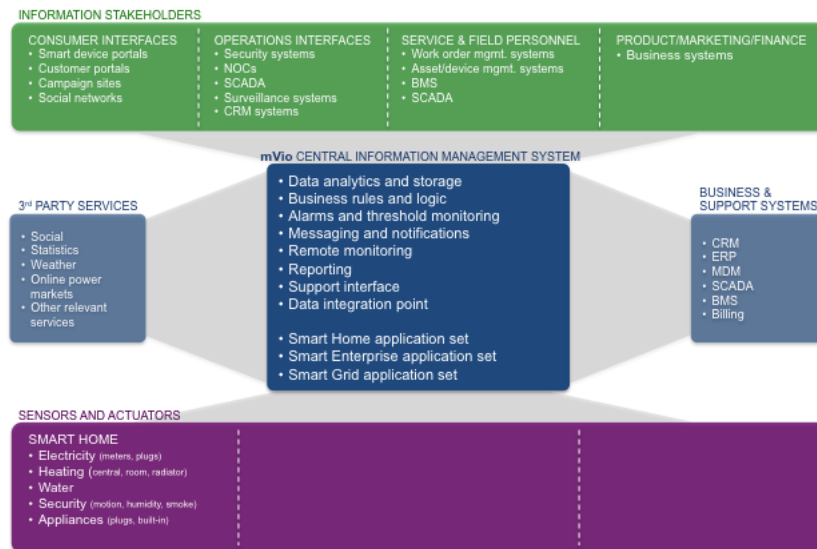 INFORMATION STAKEHOLDERS
CONSUMER INTERFACES
• Smart device portals
• Customer portals
• Campaign sites
• Social networks
OPERATIONS INTERFACES
• Security systems
• NOCs
• SCADA
• Surveillance systems
• CRM systems
SERVICE & FIELD PERSONNEL
• Work order mgmt. systems
• Asset/device mgmt. systems
• BMS
• SCADA
PRODUCT/MARKETING/FINANCE
• Business systems
mVio CENTRAL INFORMATION MANAGEMENT SYSTEM
• Data analytics and storage
• Business rules and logic
• Alarms and threshold monitoring
• Messaging and notifications
• Remote monitoring
• Reporting
• Support interface
• Data integration point
• Smart Home application set
• Smart Enterprise application set
• Smart Grid application set
3rd PARTY SERVICES
• Social
• Statistics
• Weather
• Online power
markets
• Other relevant
services
BUSINESS &
SUPPORT SYSTEMS
• CRM
• ERP
• MDM
• SCADA
• BMS
• Billing
SENSORS AND ACTUATORS
SMART HOME
• Electricity (meters, plugs)
• Heating (central, room, radiator)
• Water
• Security (motion, humidity, smoke)
• Appliances (plugs, built-in)